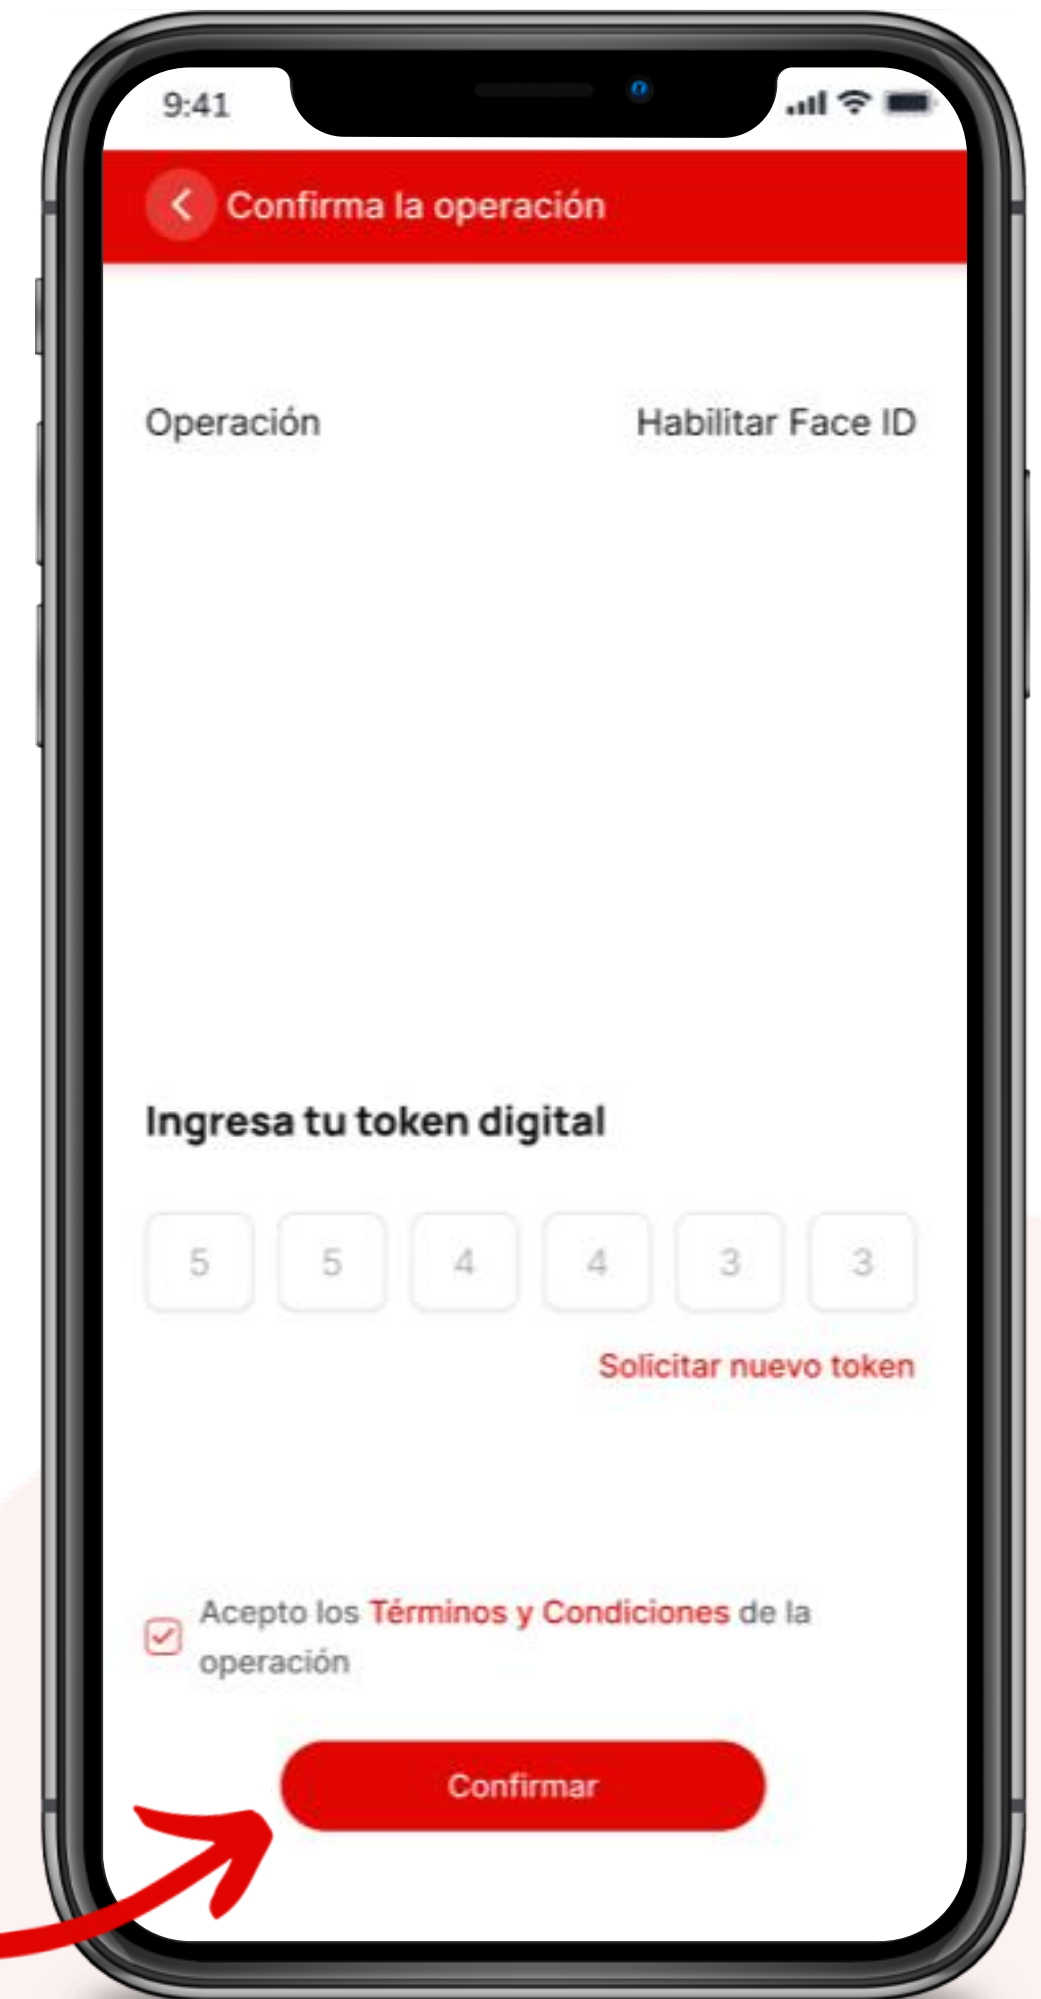 9:41
Confirma la operación
Operación Habilitar Face ID
Ingresa tu token digital
5 5 4 4 3 3
Solicitar nuevo token
Acepto los Términos y Condiciones de la
operación
Confirmar